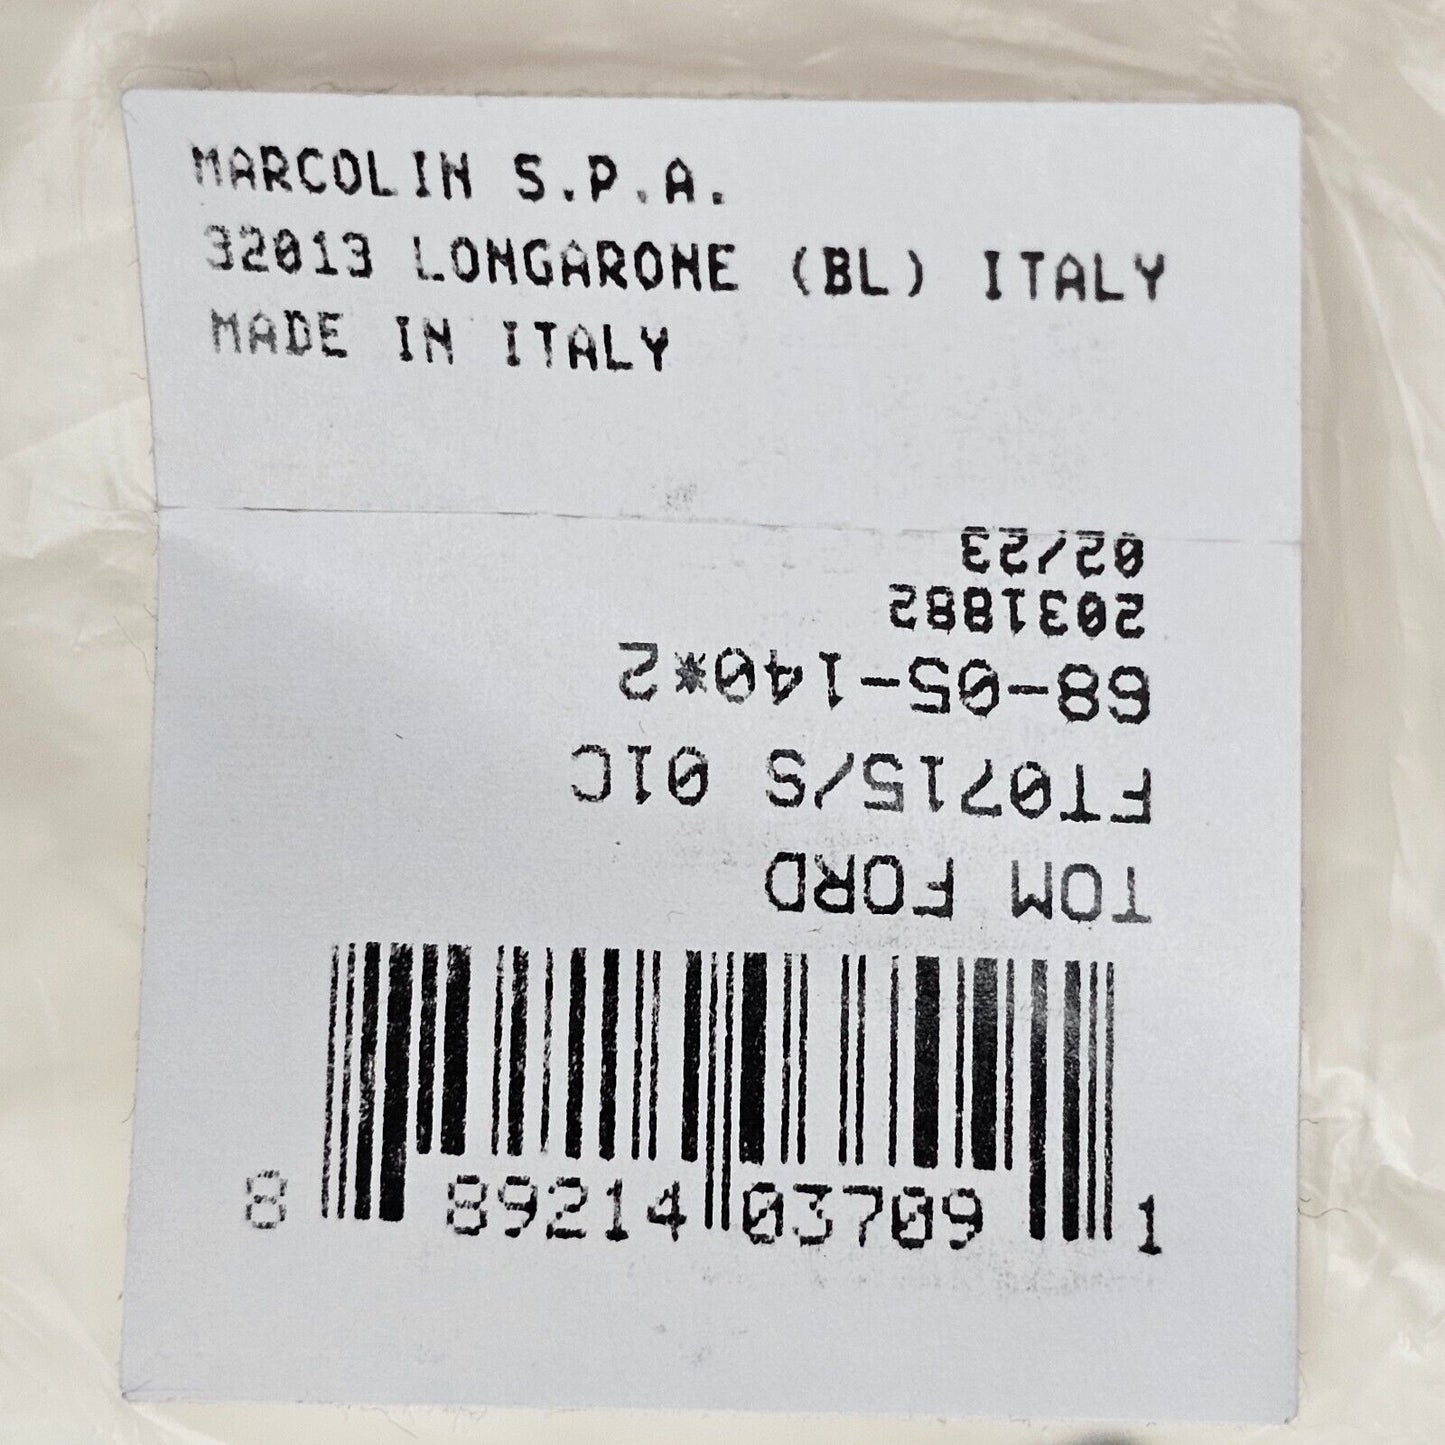 MARCOLIN S.P.A.
32013 LONGARONE (BL) ITALY
MADE IN ITALY
TOM FORD
FT0715/S 01C
68-05-140*2
2031882
02/23
8 89214 03709 1